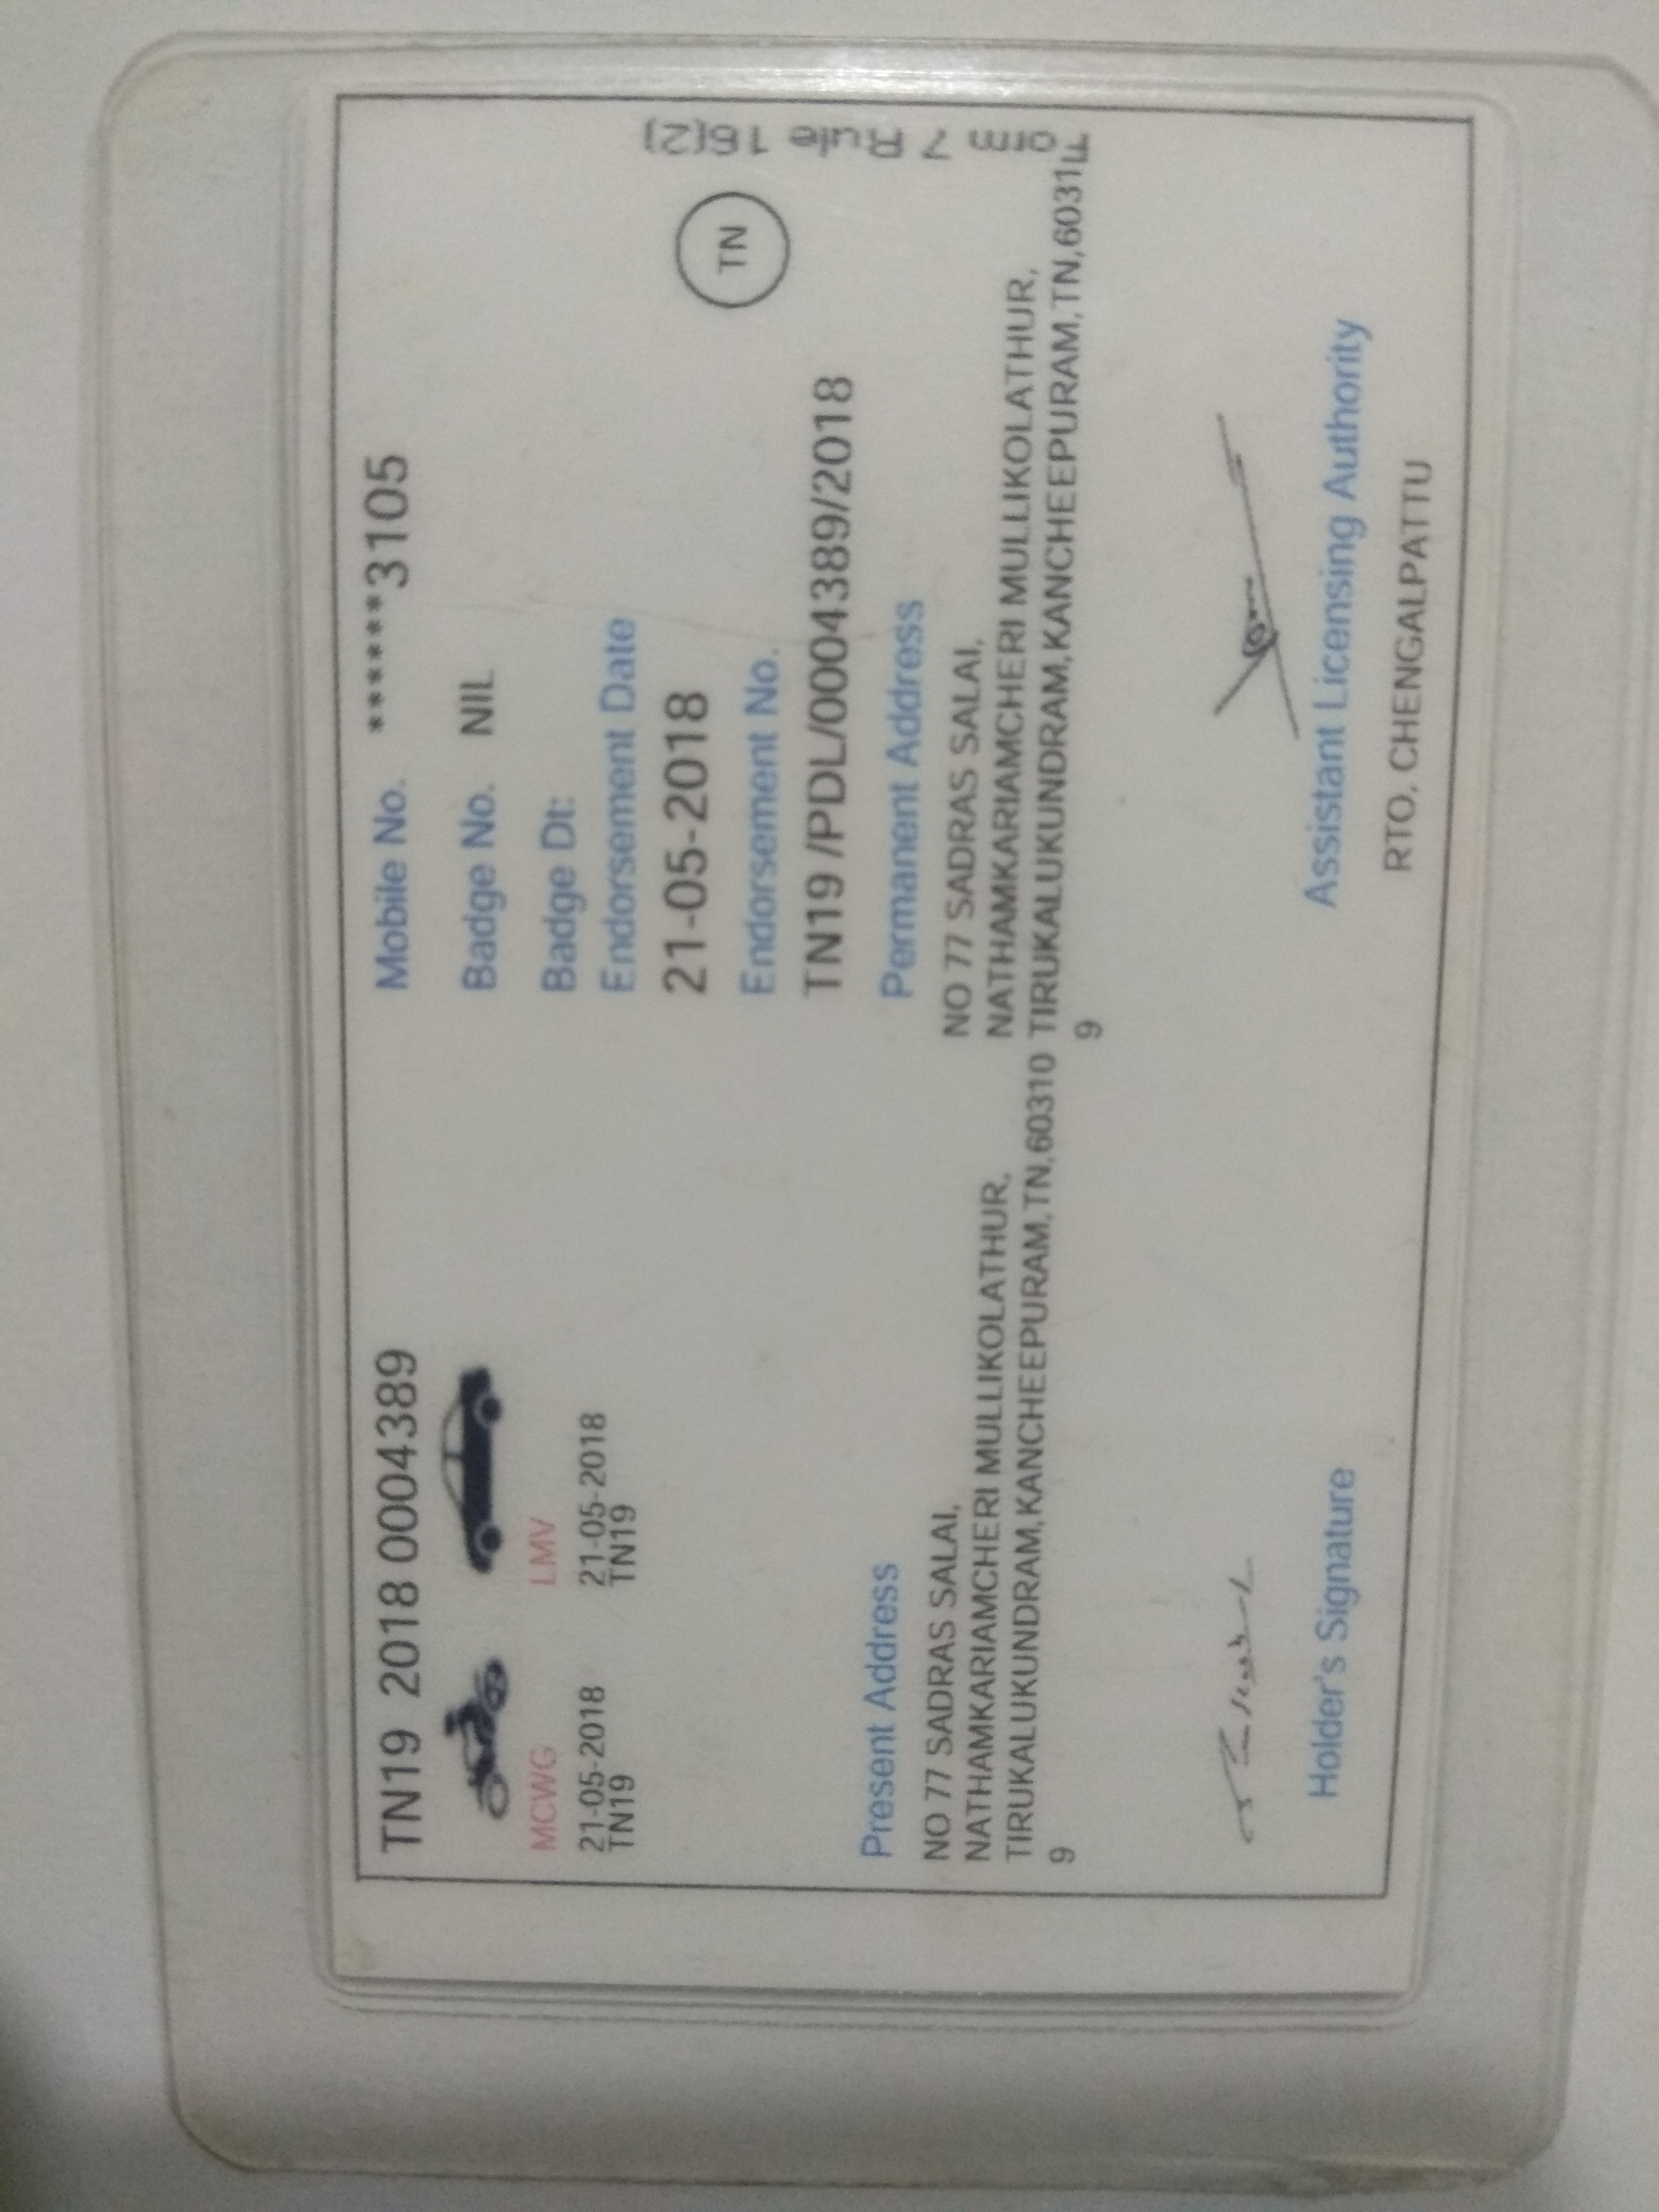 TN19 2018 0004389
MCWG LMV
21-05-2018 21-05-2018
TN19 TN19
Mobile No. ******3105
Badge No. NIL
Badge Dt:
Endorsement Date
21-05-2018
Endorsement No.
TN19 /PDL/0004389/2018
TN
Form 7 Rule 16(2)
Present Address
NO 77 SADRAS SALAI,
NATHAMKARIAMCHERI MULLIKOLATHUR,
TIRUKALUKUNDRAM,KANCHEEPURAM,TN,60310
9
Permanent Address
NO 77 SADRAS SALAI,
NATHAMKARIAMCHERI MULLIKOLATHUR,
TIRUKALUKUNDRAM,KANCHEEPURAM,TN,6031
9
Holder's Signature
Assistant Licensing Authority
RTO, CHENGALPATTU